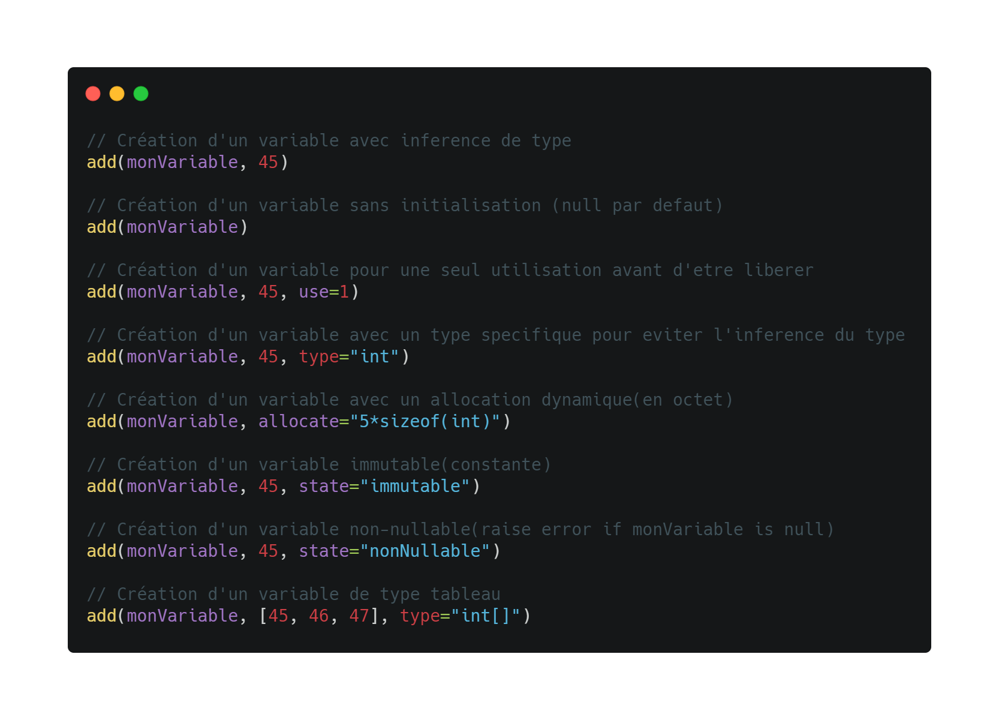 // Création d'un variable avec inference de type
add(monVariable, 45)
// Création d'un variable sans initialisation (null par defaut)
add(monVariable)
// Création d'un variable pour une seul utilisation avant d'etre liberer
add(monVariable, 45, use=1)
// Création d'un variable avec un type specifique pour eviter l'inference du type
add(monVariable, 45, type="int")
// Création d'un variable avec un allocation dynamique(en octet)
add(monVariable, allocate="5*sizeof(int)")
// Création d'un variable immutable(constante)
add(monVariable, 45, state="immutable")
// Création d'un variable non-nullable(raise error if monVariable is null)
add(monVariable, 45, state="nonNullable")
// Création d'un variable de type tableau
add(monVariable, [45, 46, 47], type="int[]")